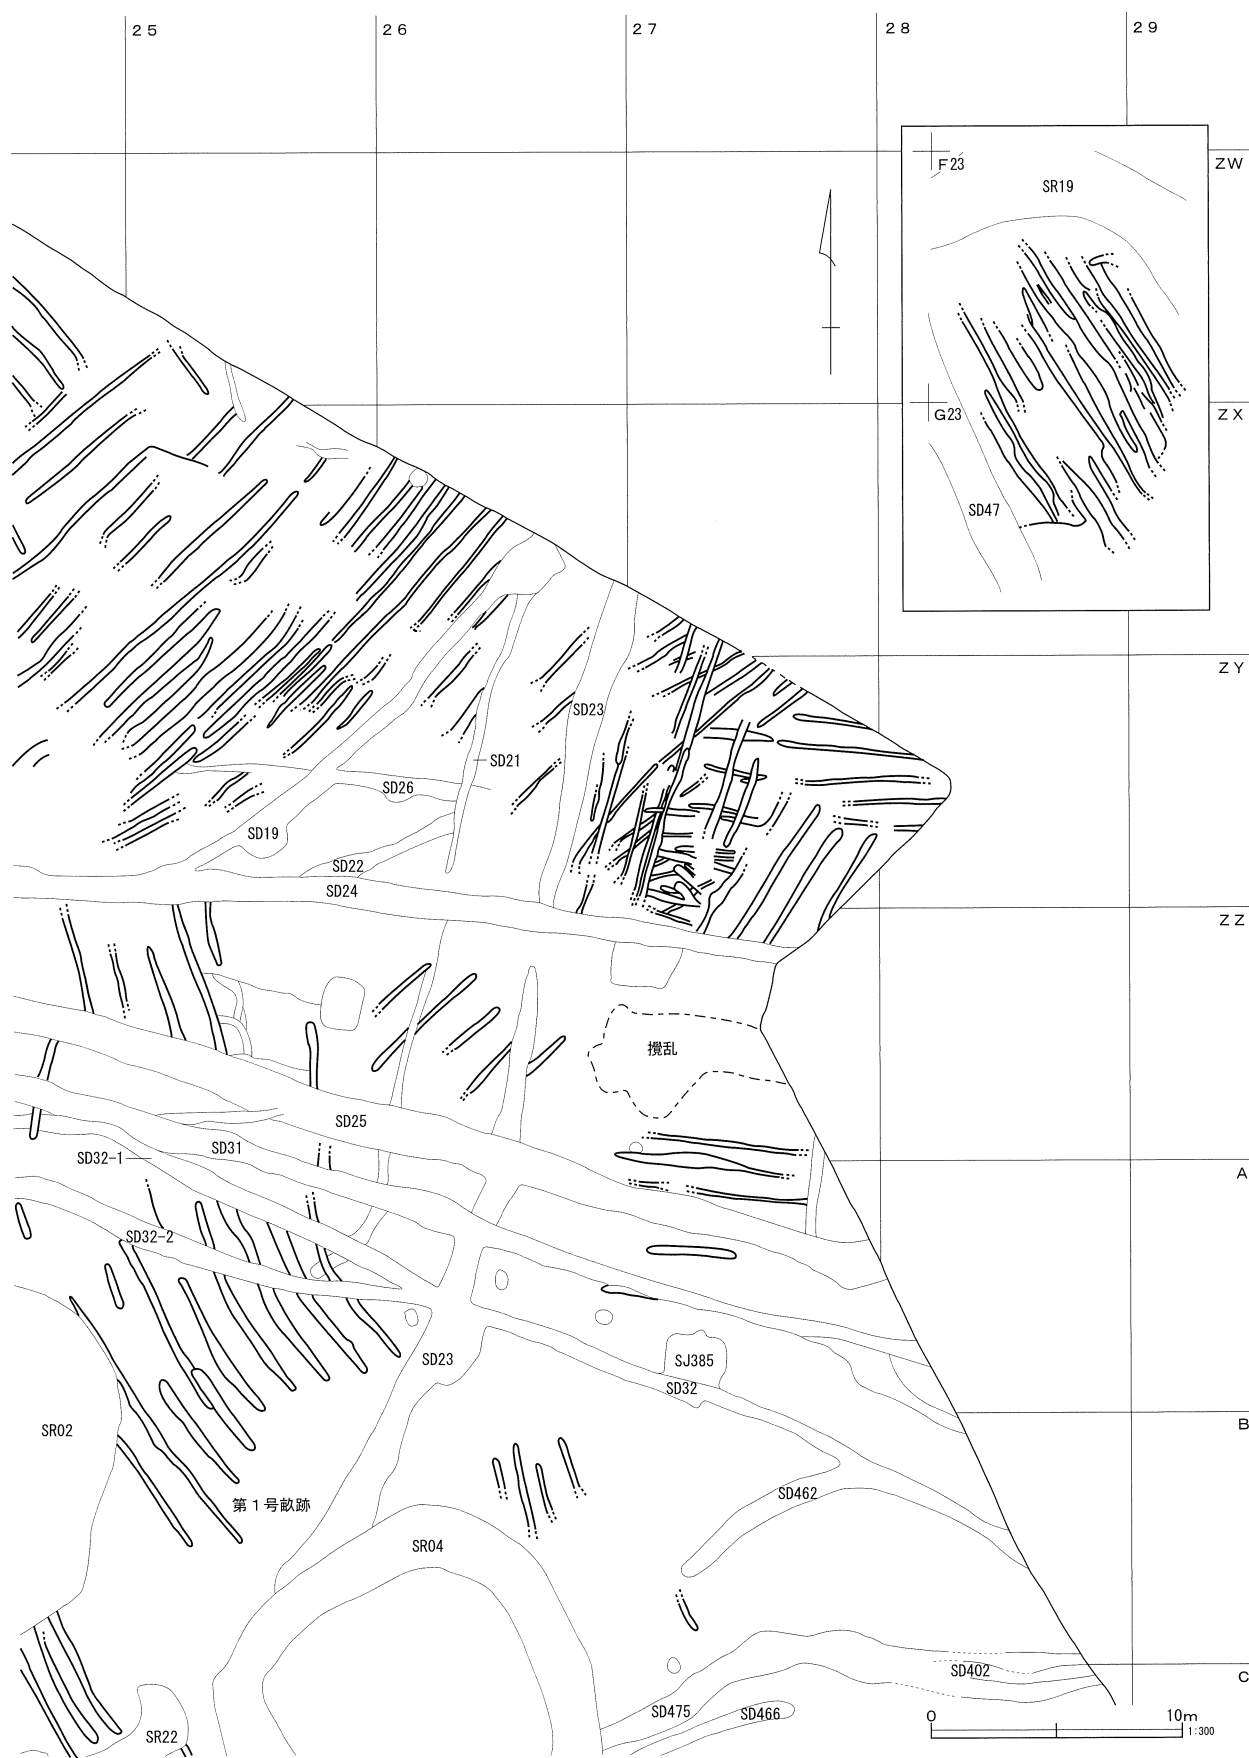 25
26
27
28
29
ZW
F23
SR19
G23
ZX
SD47
ZY
SD23
SD21
SD26
SD19
SD22
SD24
ZZ
攪乱
SD25
SD31
SD32-1
A
SD32-2
SD23
SJ385
SD32
B
SR02
SD462
第1号畝跡
SR04
SD402
C
SD475
SD466
SR22
0
10m
1:300